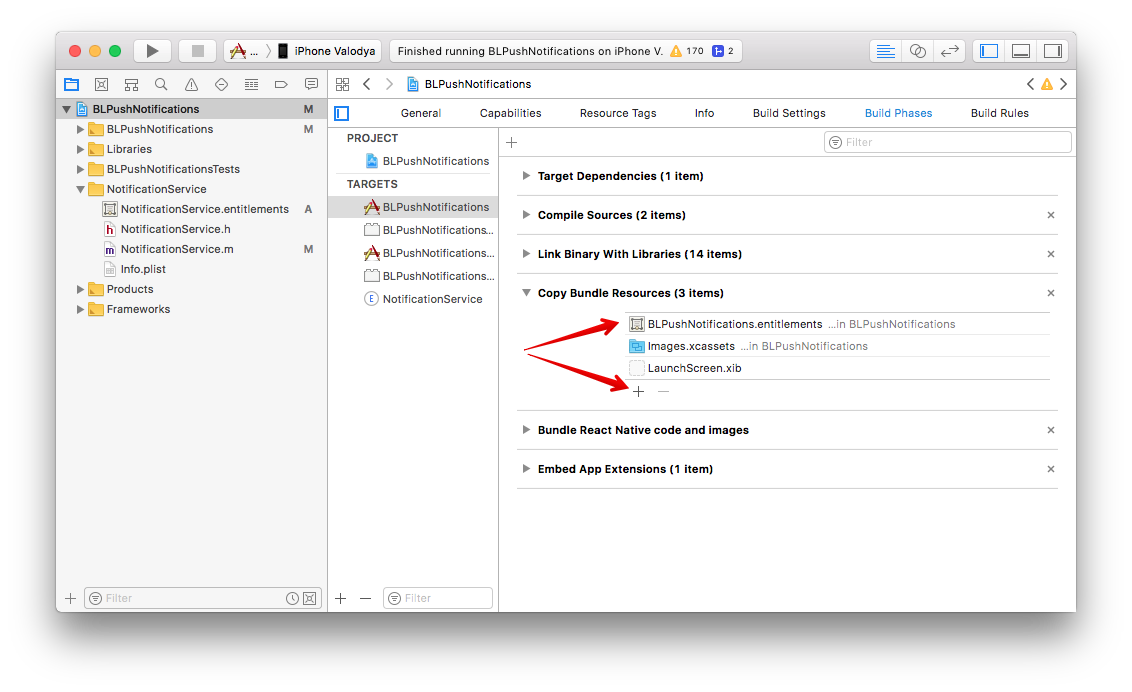 ... iPhone Valodya
Finished running BLPushNotifications on iPhone V. 170 2
BLPushNotifications
BLPushNotifications M
BLPushNotifications M
Libraries
BLPushNotificationsTests
NotificationService
NotificationService.entitlements A
h NotificationService.h
m NotificationService.m M
Info.plist
Products
Frameworks
Filter
General Capabilities Resource Tags Info Build Settings Build Phases Build Rules
PROJECT
BLPushNotifications
TARGETS
BLPushNotifications
BLPushNotifications...
BLPushNotifications...
BLPushNotifications...
E NotificationService
Filter
Filter
Target Dependencies (1 item)
Compile Sources (2 items)
Link Binary With Libraries (14 items)
Copy Bundle Resources (3 items)
BLPushNotifications.entitlements ...in BLPushNotifications
Images.xcassets ...in BLPushNotifications
LaunchScreen.xib
Bundle React Native code and images
Embed App Extensions (1 item)